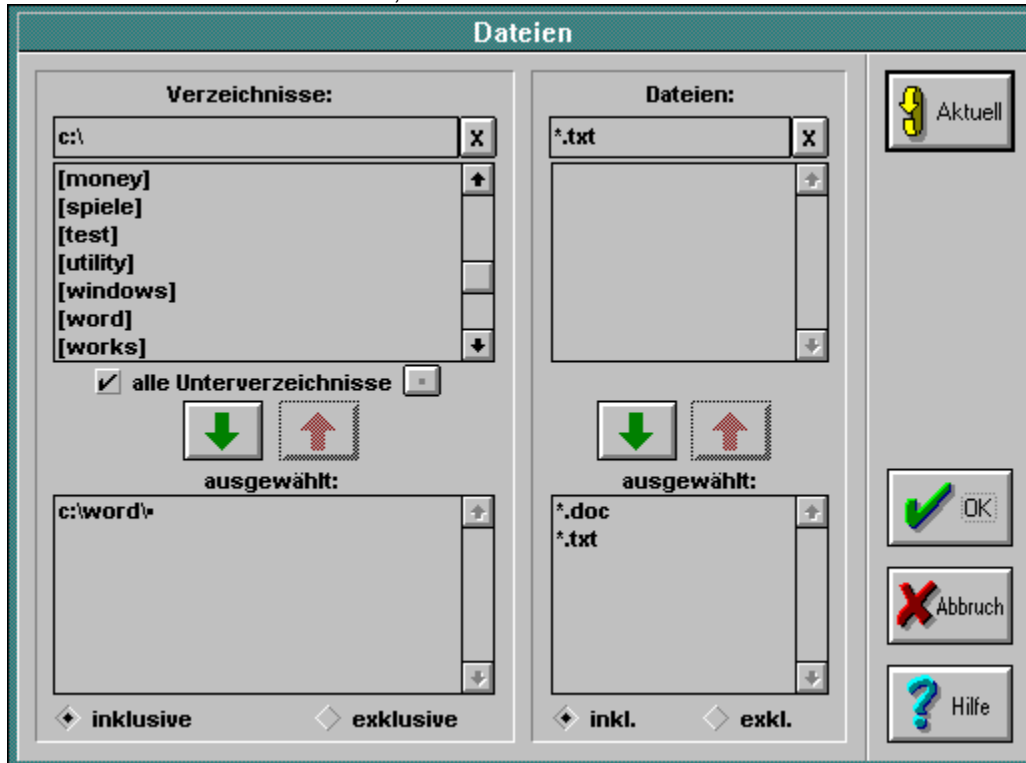 Dateien
Verzeichnisse:
c:\
X
[money]
[spiele]
[test]
[utility]
[windows]
[word]
[works]
alle Unterverzeichnisse
ausgewählt:
c:\word\▪
inklusive
exklusive
Dateien:
*.txt
X
ausgewählt:
*.doc
*.txt
inkl.
exkl.
Aktuell
OK
Abbruch
Hilfe